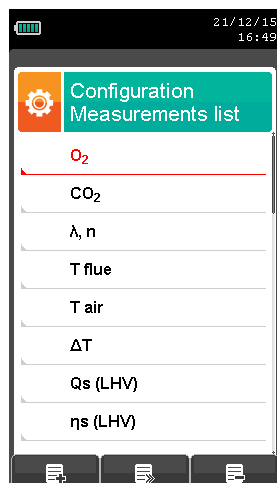 21/12/15
16:49
Configuration
Measurements list
O₂
CO₂
λ, n
T flue
T air
ΔT
Qs (LHV)
ηs (LHV)